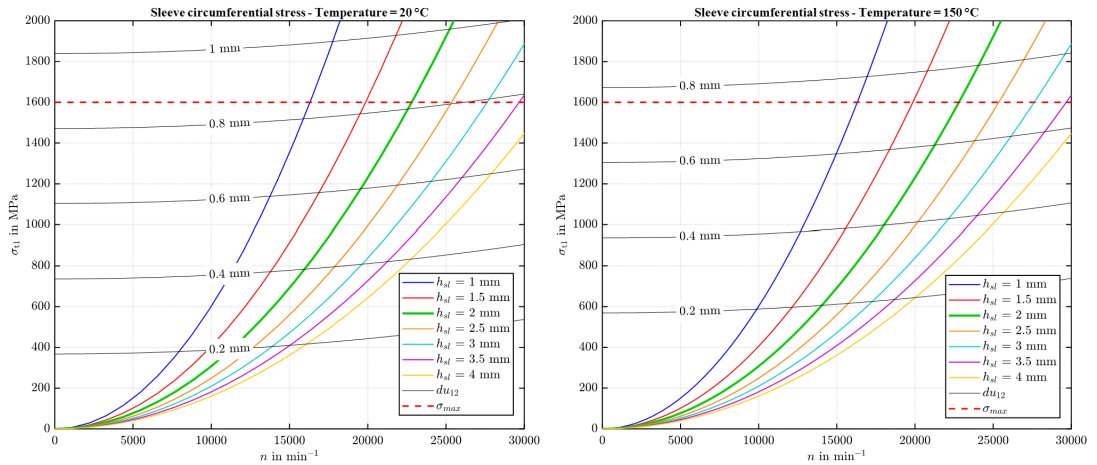 Sleeve circumferential stress - Temperature = 20 °C
2000
1800
1600
1400
1200
1000
800
600
400
200
0
σt1 in MPa
1 mm
0.8 mm
0.6 mm
0.4 mm
0.2 mm
hsl = 1 mm
hsl = 1.5 mm
hsl = 2 mm
hsl = 2.5 mm
hsl = 3 mm
hsl = 3.5 mm
hsl = 4 mm
du12
σmax
0 5000 10000 15000 20000 25000 30000
n in min−1
Sleeve circumferential stress - Temperature = 150 °C
2000
1800
1600
1400
1200
1000
800
600
400
200
0
σt1 in MPa
0.8 mm
0.6 mm
0.4 mm
0.2 mm
hsl = 1 mm
hsl = 1.5 mm
hsl = 2 mm
hsl = 2.5 mm
hsl = 3 mm
hsl = 3.5 mm
hsl = 4 mm
du12
σmax
0 5000 10000 15000 20000 25000 30000
n in min−1